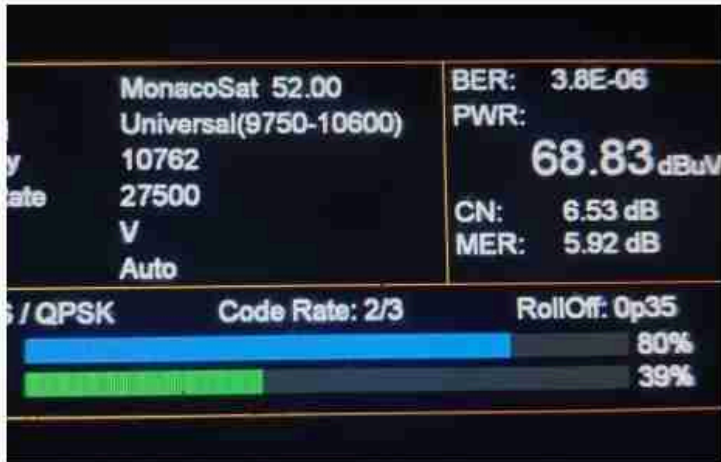 MonacoSat 52.00
Universal(9750-10600)
y 10762
ate 27500
V
Auto
BER: 3.8E-06
PWR:
68.83 dBuV
CN: 6.53 dB
MER: 5.92 dB
/ QPSK Code Rate: 2/3 RollOff: 0p35
80%
39%